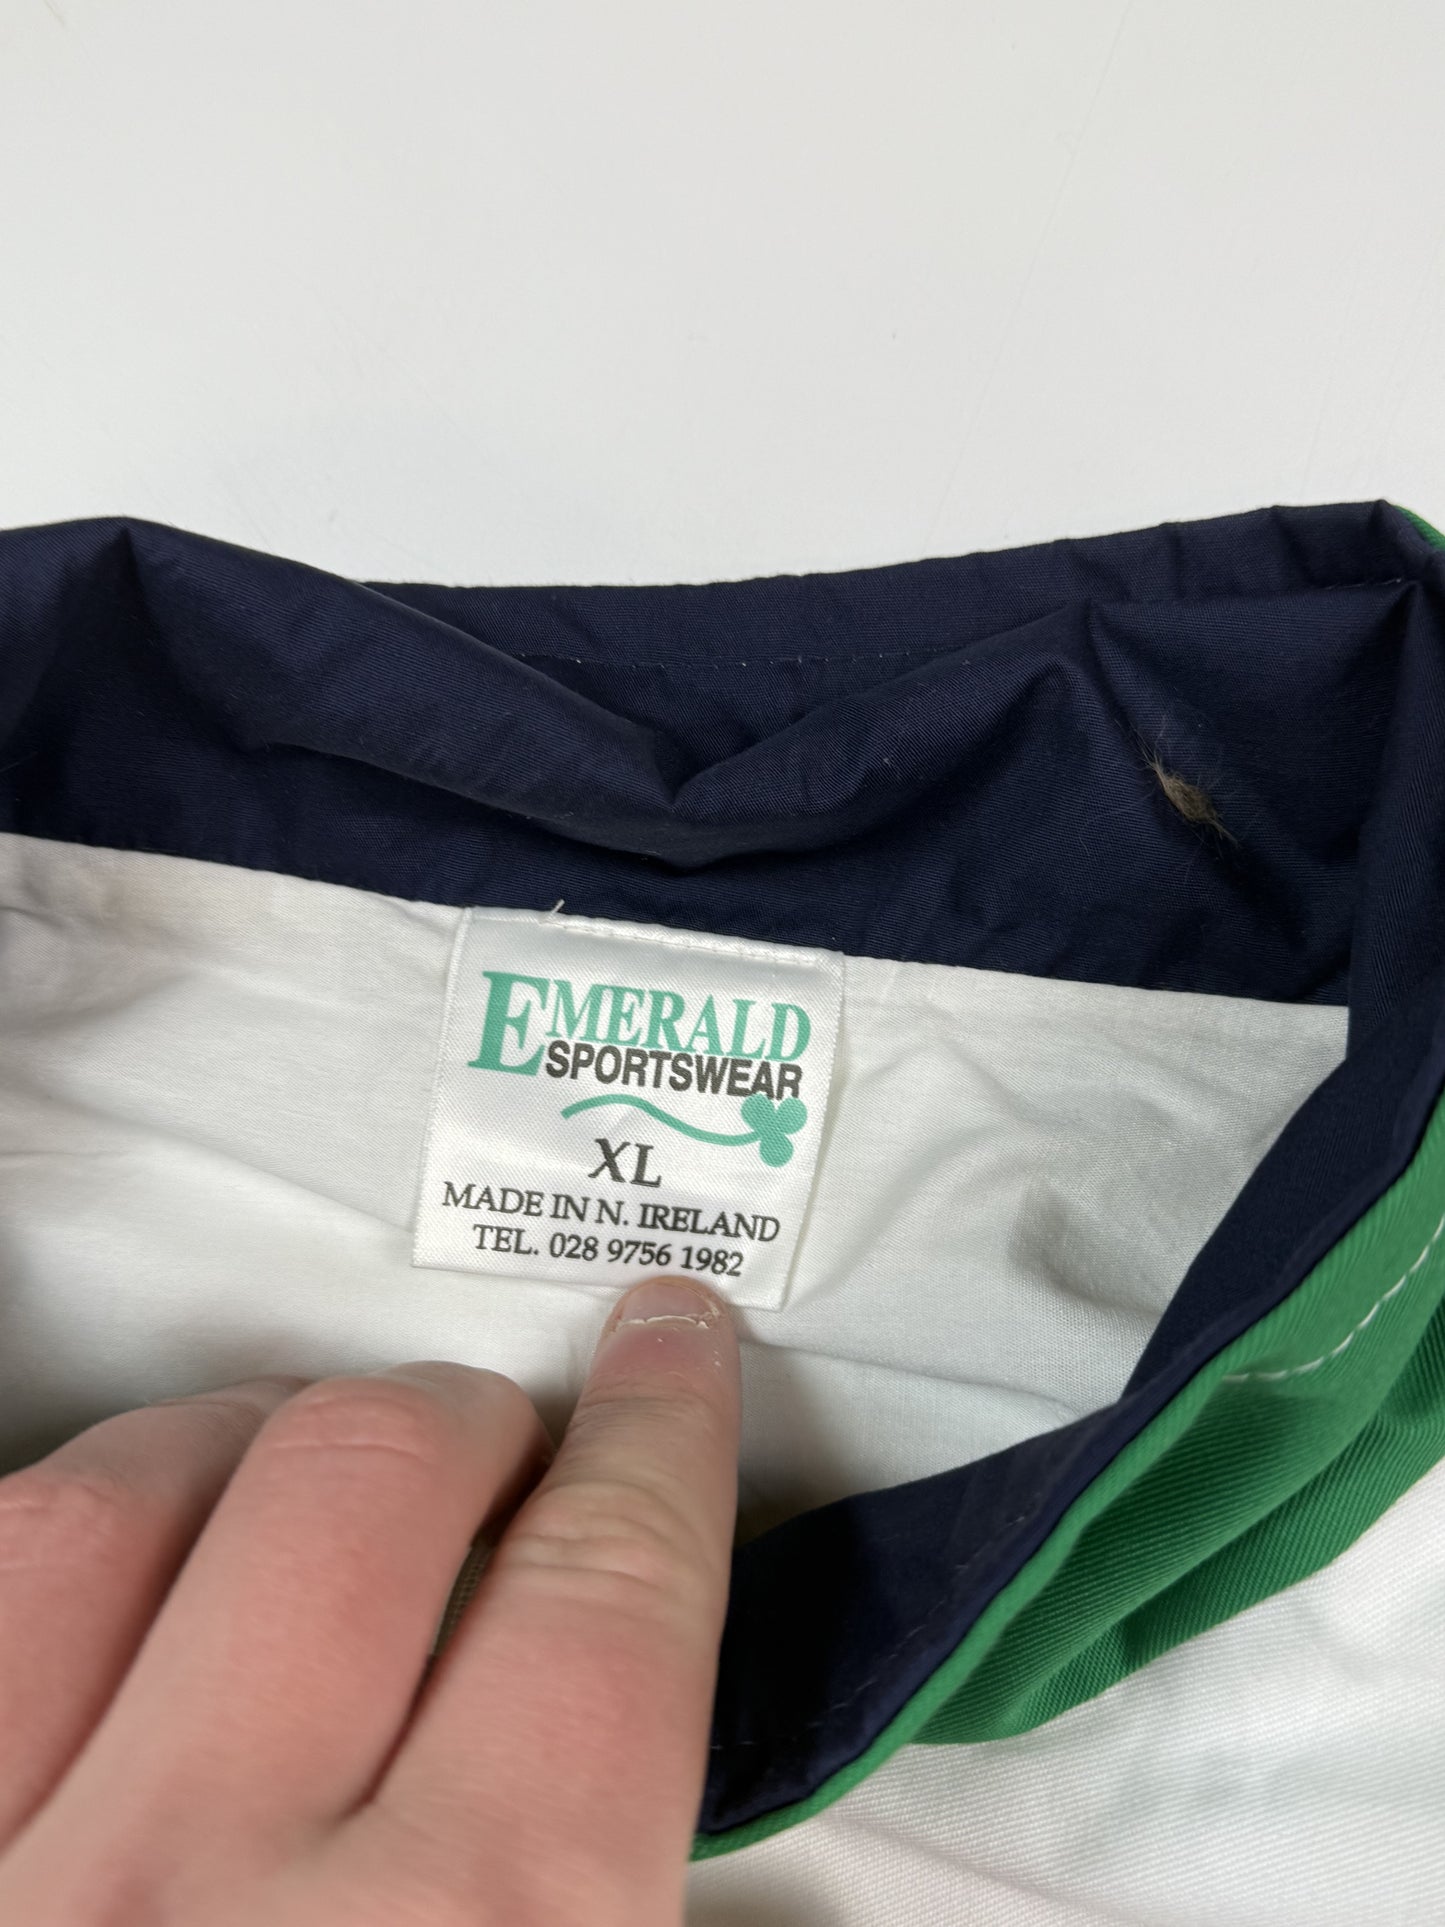 EMERALD
SPORTSWEAR
XL
MADE IN N. IRELAND
TEL. 028 9756 1982